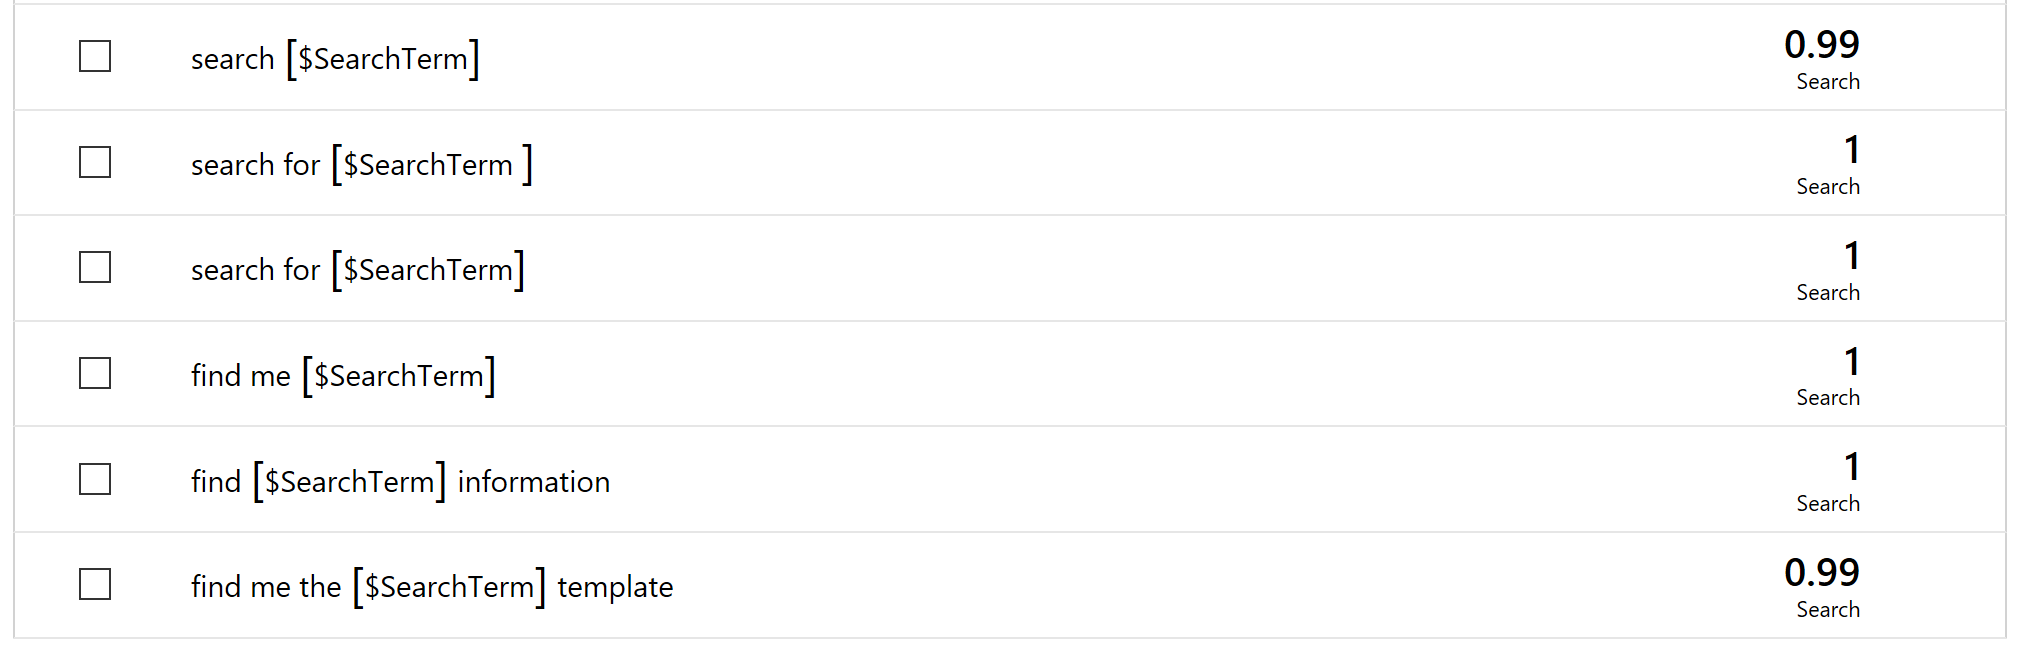 search [$SearchTerm]
0.99
Search
search for [$SearchTerm ]
1
Search
search for [$SearchTerm]
1
Search
find me [$SearchTerm]
1
Search
find [$SearchTerm] information
1
Search
find me the [$SearchTerm] template
0.99
Search